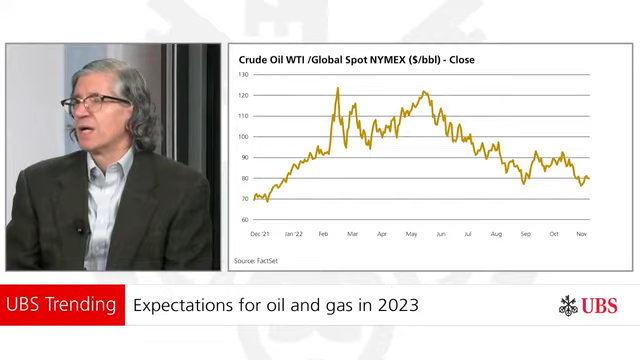 Crude Oil WTI /Global Spot NYMEX ($/bbl) - Close
130
120
110
100
90
80
70
60
Dec '21 Jan '22 Feb Mar Apr May Jun Jul Aug Sep Oct Nov
Source: FactSet
UBS Trending Expectations for oil and gas in 2023 UBS